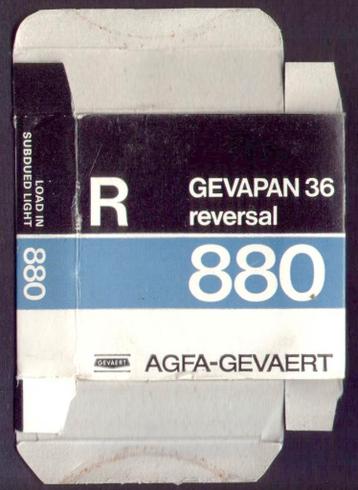 LOAD IN
SUBDUED LIGHT
880
R
GEVAPAN 36
reversal
880
GEVAERT
AGFA-GEVAERT